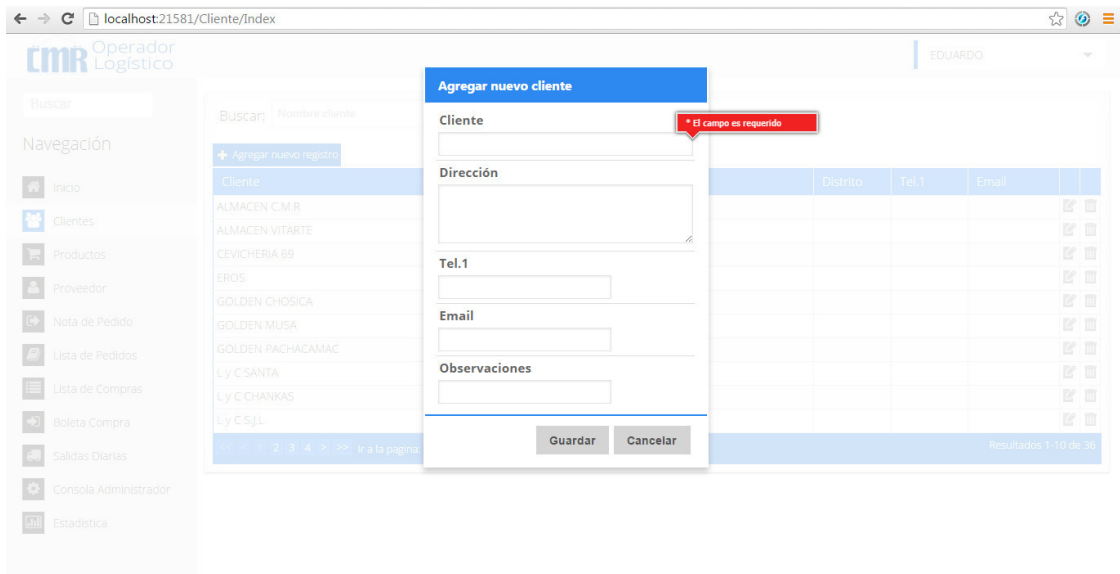 localhost:21581/Cliente/Index
CMR Operador Logístico
EDUARDO
Buscar
Navegación
Inicio
Clientes
Productos
Proveedor
Nota de Pedido
Lista de Pedidos
Lista de Compras
Boleta Compra
Salidas Diarias
Consola Administrador
Estadistica
Buscar: Nombre cliente
Agregar nuevo registro
Cliente Distrito Tel.1 Email
ALMACEN C.M.R
ALMACEN VITARTE
CEVICHERIA 69
EROS
GOLDEN CHOSICA
GOLDEN MUSA
GOLDEN PACHACAMAC
L y C SANTA
L y C CHANKAS
L y C S.J.L
<< < 1 2 3 4 > >> Ir a la pagina:
Resultados 1-10 de 36
Agregar nuevo cliente
Cliente
* El campo es requerido
Dirección
Tel.1
Email
Observaciones
Guardar Cancelar